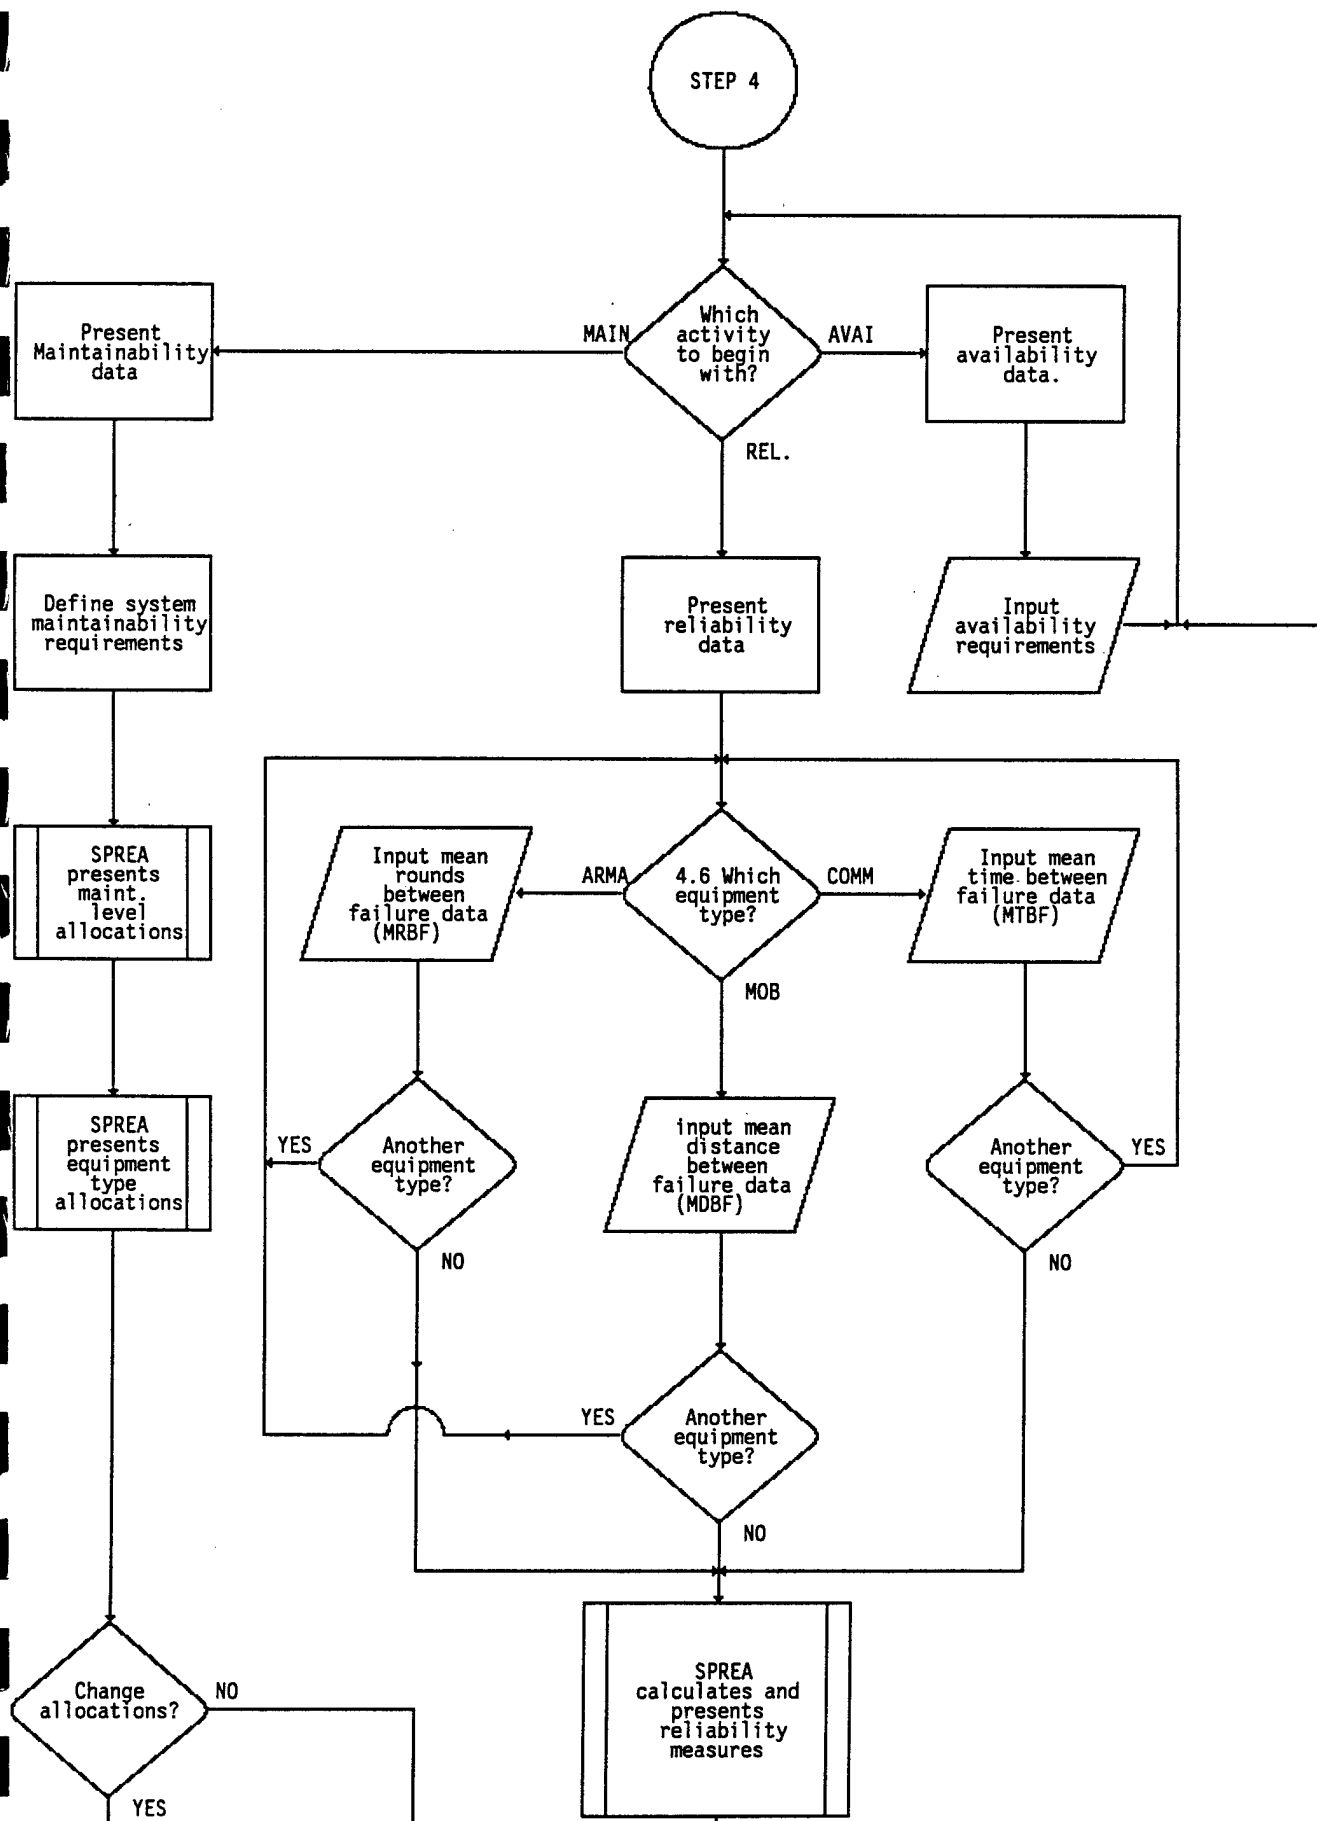 STEP 4
Which
activity
to begin
with?
MAIN
AVAI
REL.
Present
Maintainability
data
Present
availability
data.
Define system
maintainability
requirements
Present
reliability
data
Input
availability
requirements
SPREA
presents
maint.
level
allocations
Input mean
rounds
between
failure data
(MRBF)
ARMA
4.6 Which
equipment
type?
COMM
MOB
Input mean
time between
failure data
(MTBF)
SPREA
presents
equipment
type
allocations
YES
Another
equipment
type?
NO
input mean
distance
between
failure data
(MDBF)
Another
equipment
type?
YES
NO
YES
Another
equipment
type?
NO
Change
allocations?
NO
YES
SPREA
calculates and
presents
reliability
measures